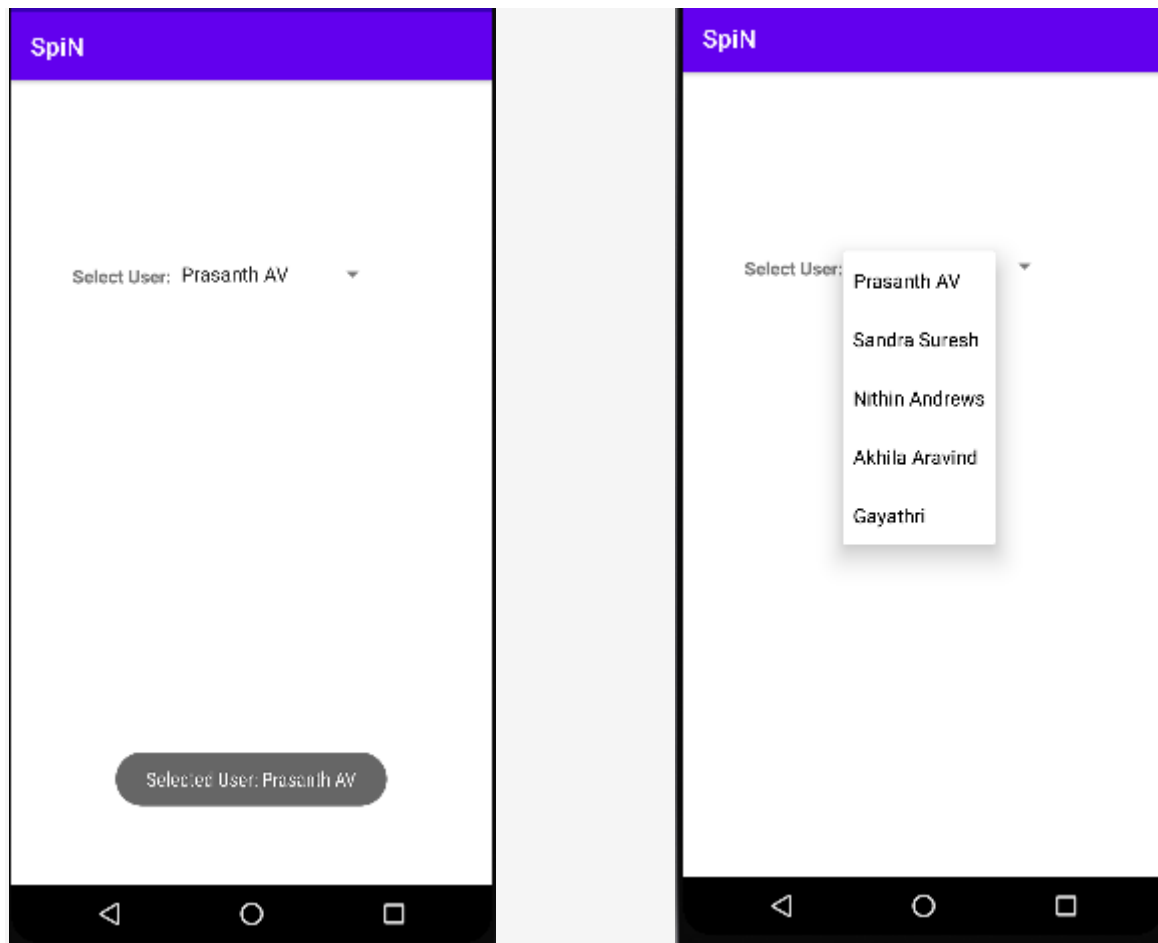 SpiN
Select User: Prasanth AV
Selected User: Prasanth AV
SpiN
Select User:
Prasanth AV
Sandra Suresh
Nithin Andrews
Akhila Aravind
Gayathri